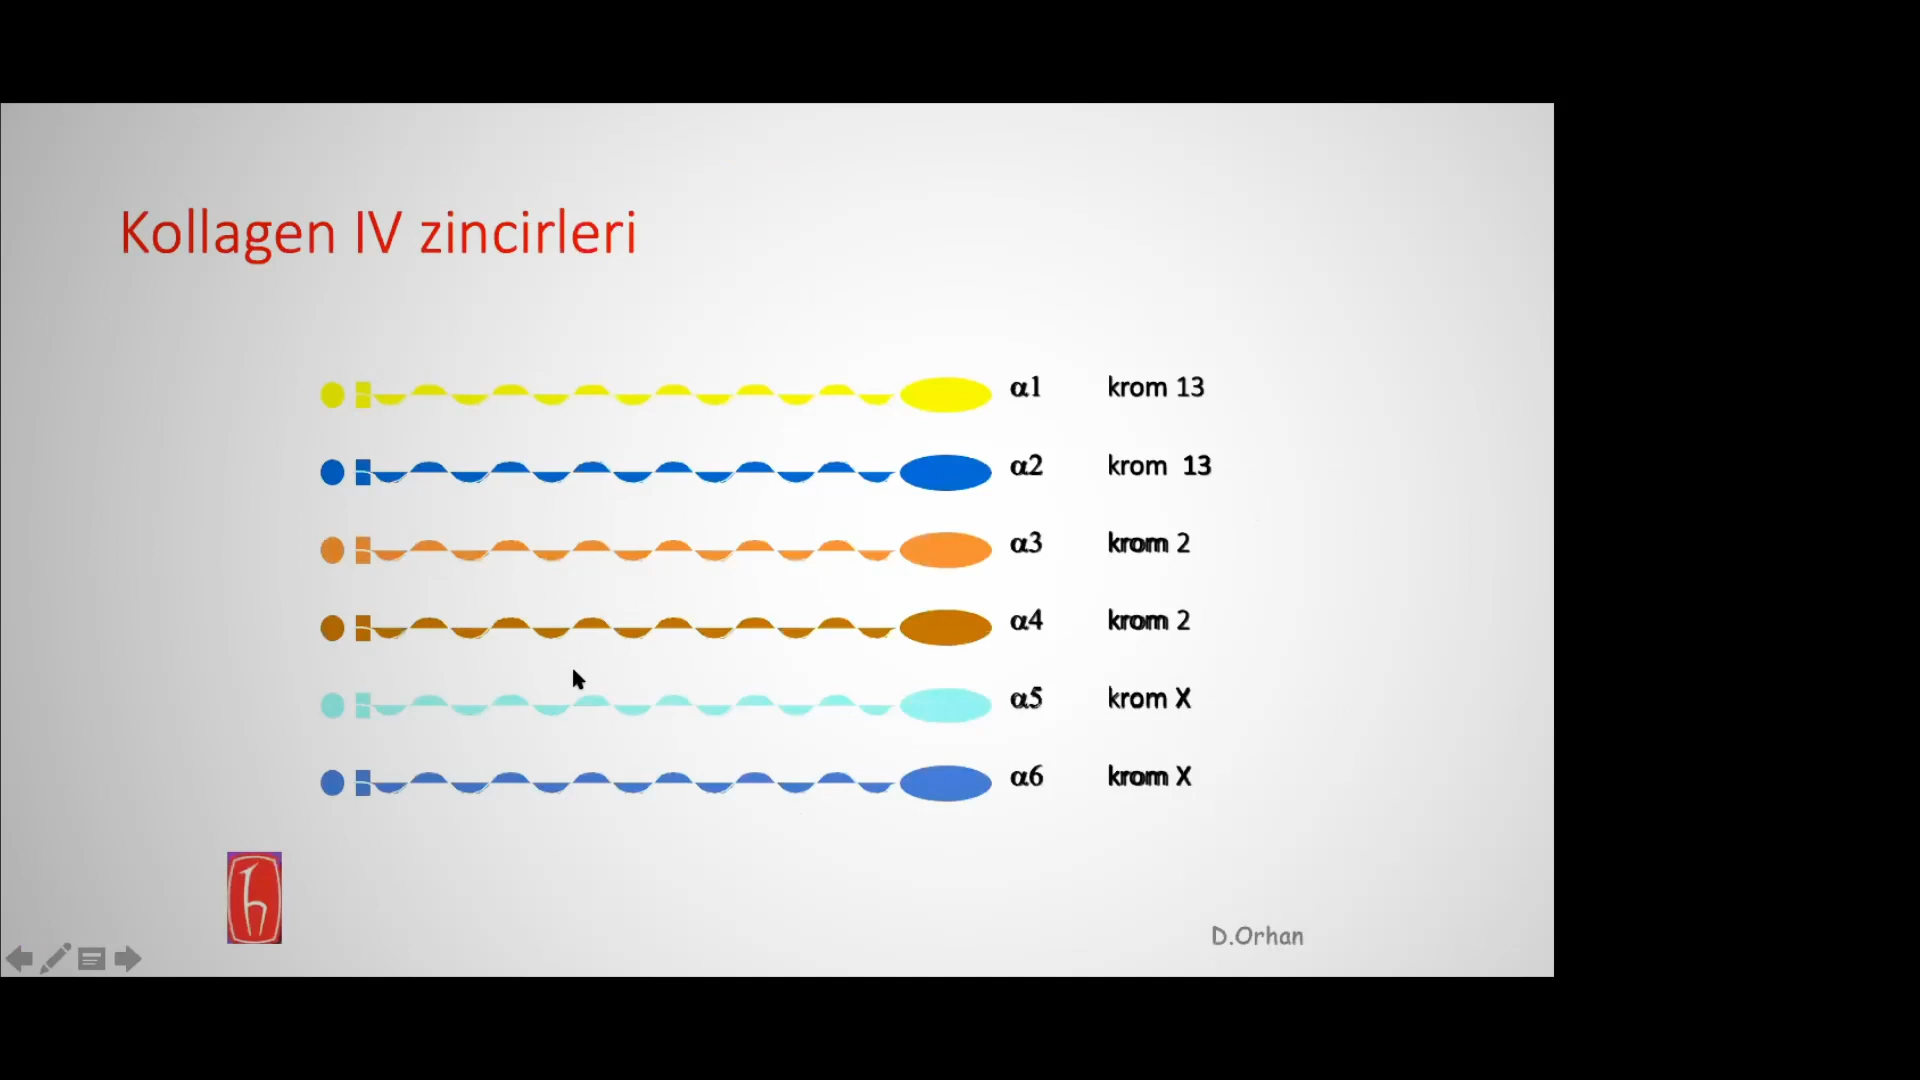 Kollagen IV zincirleri
α1 krom 13
α2 krom 13
α3 krom 2
α4 krom 2
α5 krom X
α6 krom X
D.Orhan